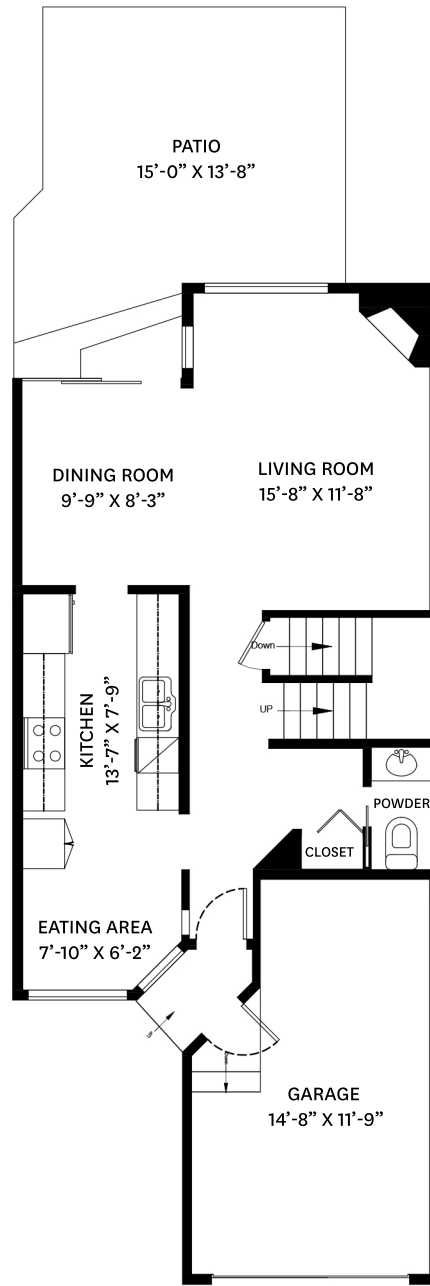 PATIO
15’-0” X 13’-8”
DINING ROOM
9’-9” X 8’-3”
LIVING ROOM
15’-8” X 11’-8”
Down
UP
KITCHEN
13’-7” X 7’-9”
POWDER
CLOSET
EATING AREA
7’-10” X 6’-2”
UP
GARAGE
14’-8” X 11’-9”